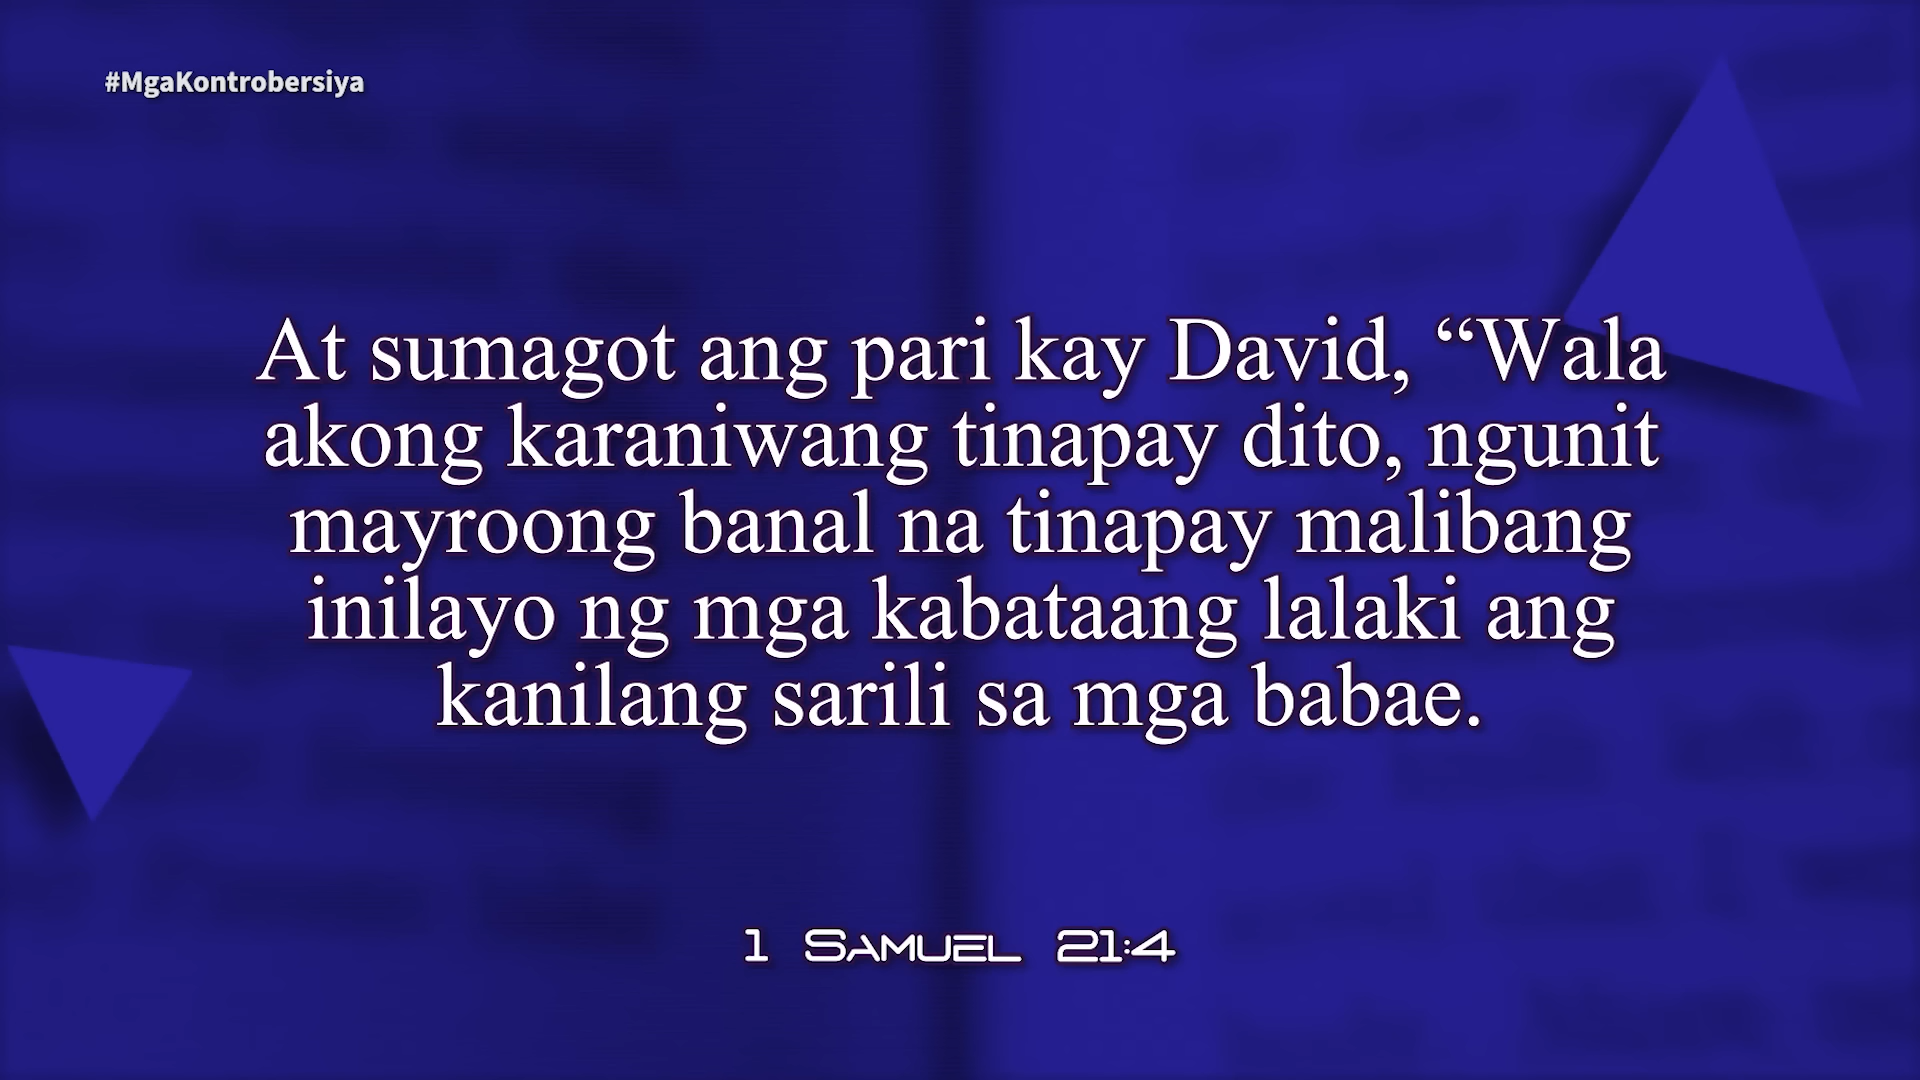 #MgaKontrobersiya
At sumagot ang pari kay David, “Wala
akong karaniwang tinapay dito, ngunit
mayroong banal na tinapay malibang
inilayo ng mga kabataang lalaki ang
kanilang sarili sa mga babae.
1 Samuel 21:4